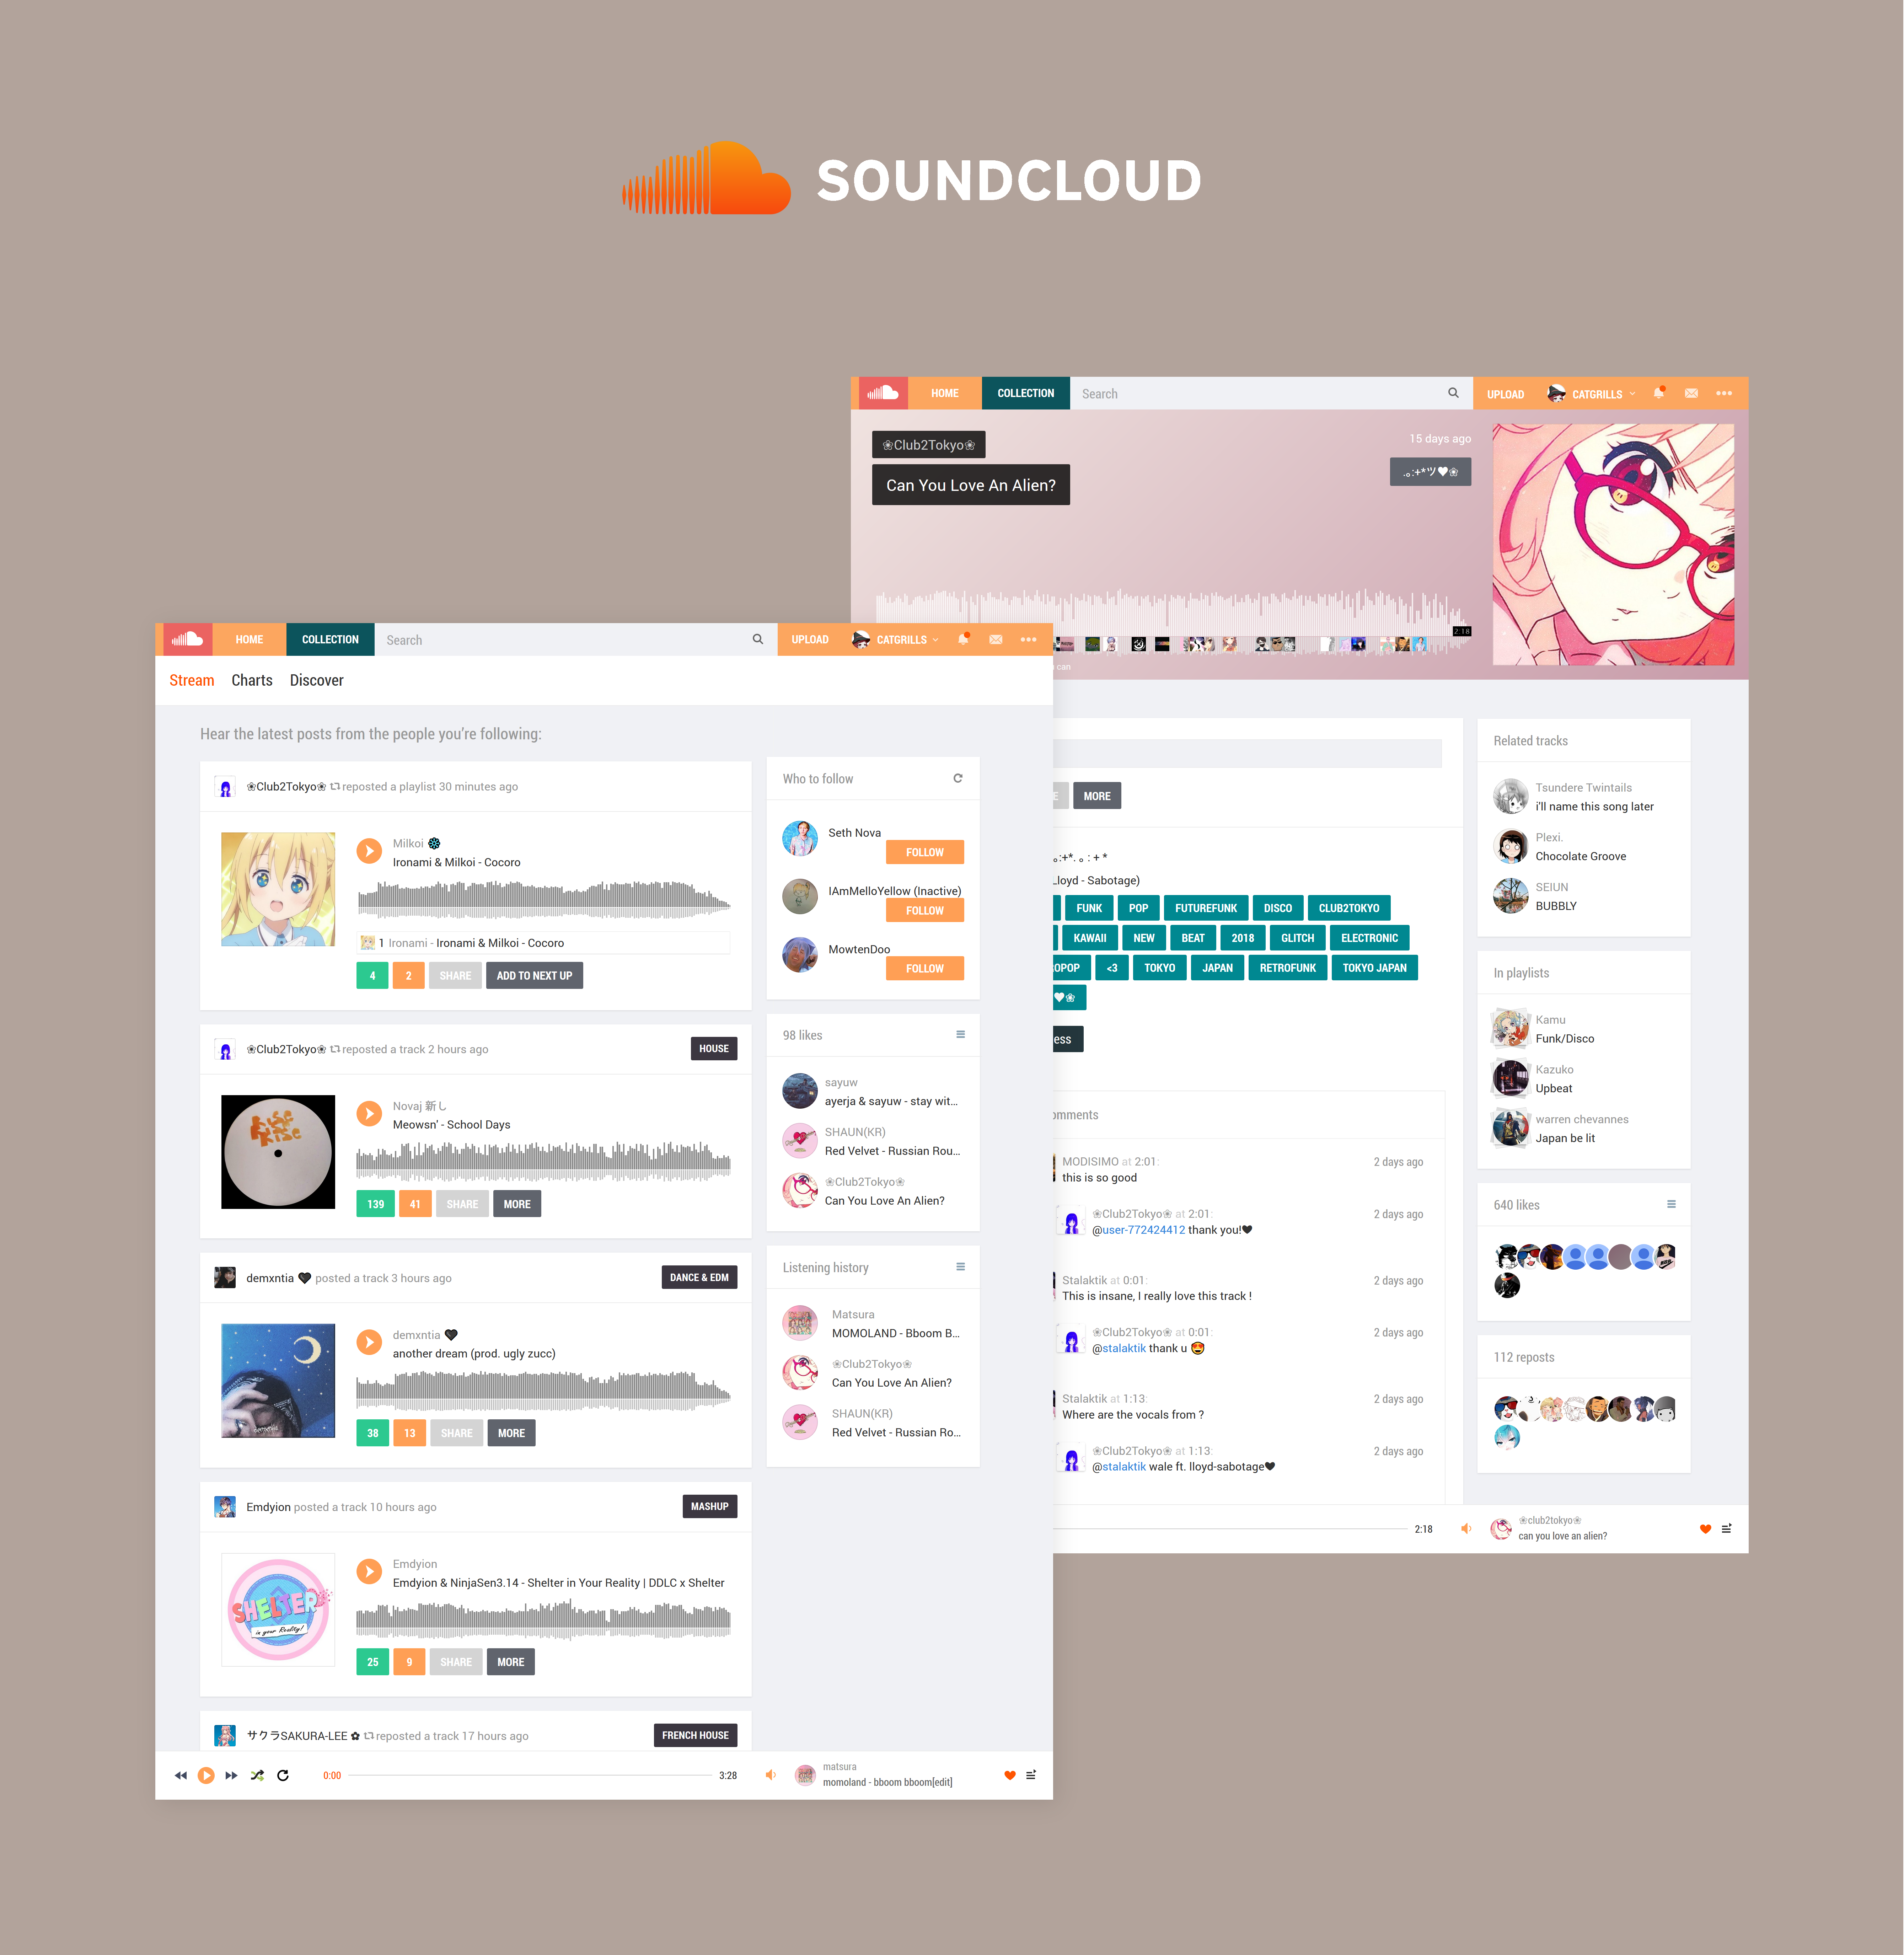 SOUNDCLOUD
HOME
COLLECTION
Search
UPLOAD
CATGRILLS
❀Club2Tokyo❀
Can You Love An Alien?
15 days ago
.｡:+*ツ♥❀
2:18
can
HOME
COLLECTION
Search
UPLOAD
CATGRILLS
Stream Charts Discover
Hear the latest posts from the people you're following:
❀Club2Tokyo❀ reposted a playlist 30 minutes ago
Milkoi
Ironami & Milkoi - Cocoro
1 Ironami - Ironami & Milkoi - Cocoro
4 2 SHARE ADD TO NEXT UP
❀Club2Tokyo❀ reposted a track 2 hours ago
HOUSE
Novaj 新し
Meowsn' - School Days
139 41 SHARE MORE
demxntia posted a track 3 hours ago
DANCE & EDM
demxntia
another dream (prod. ugly zucc)
38 13 SHARE MORE
Emdyion posted a track 10 hours ago
MASHUP
SHELTER
in your Reality!
Emdyion
Emdyion & NinjaSen3.14 - Shelter in Your Reality | DDLC x Shelter
25 9 SHARE MORE
サクラSAKURA-LEE ✿ reposted a track 17 hours ago
FRENCH HOUSE
Who to follow
Seth Nova
FOLLOW
IAmMelloYellow (Inactive)
FOLLOW
MowtenDoo
FOLLOW
98 likes
sayuw
ayerja & sayuw - stay wit...
SHAUN(KR)
Red Velvet - Russian Rou...
❀Club2Tokyo❀
Can You Love An Alien?
Listening history
Matsura
MOMOLAND - Bboom B...
❀Club2Tokyo❀
Can You Love An Alien?
SHAUN(KR)
Red Velvet - Russian Ro...
0:00
3:28
matsura
momoland - bboom bboom[edit]
E MORE
｡:+*. ｡ : + *
Lloyd - Sabotage)
FUNK POP FUTUREFUNK DISCO CLUB2TOKYO
KAWAII NEW BEAT 2018 GLITCH ELECTRONIC
OPOP <3 TOKYO JAPAN RETROFUNK TOKYO JAPAN
♥❀
ess
omments
MODISIMO at 2:01: 2 days ago
this is so good
❀Club2Tokyo❀ at 2:01: 2 days ago
@user-772424412 thank you!♥
Stalaktik at 0:01: 2 days ago
This is insane, I really love this track !
❀Club2Tokyo❀ at 0:01: 2 days ago
@stalaktik thank u 😍
Stalaktik at 1:13: 2 days ago
Where are the vocals from ?
❀Club2Tokyo❀ at 1:13: 2 days ago
@stalaktik wale ft. lloyd-sabotage♥
Related tracks
Tsundere Twintails
i'll name this song later
Plexi.
Chocolate Groove
SEIUN
BUBBLY
In playlists
Kamu
Funk/Disco
Kazuko
Upbeat
warren chevannes
Japan be lit
640 likes
112 reposts
2:18
❀club2tokyo❀
can you love an alien?